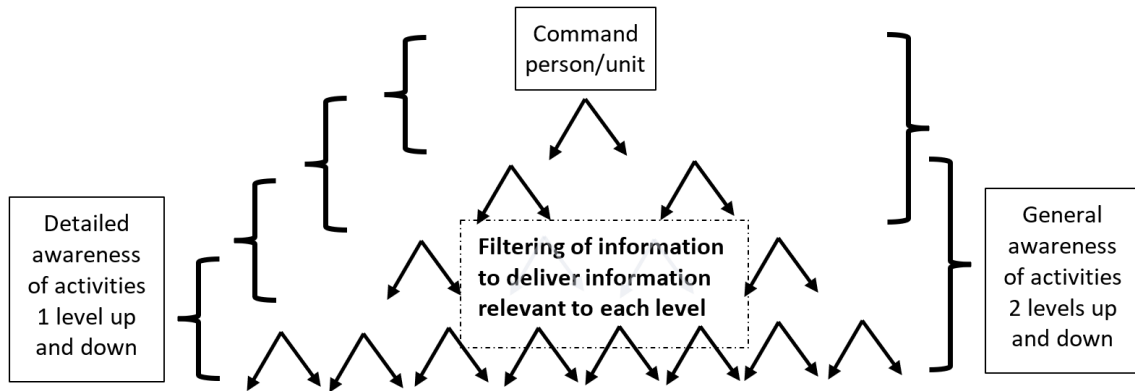 Command
person/unit
Detailed
awareness
of activities
1 level up
and down
Filtering of information
to deliver information
relevant to each level
General
awareness
of activities
2 levels up
and down